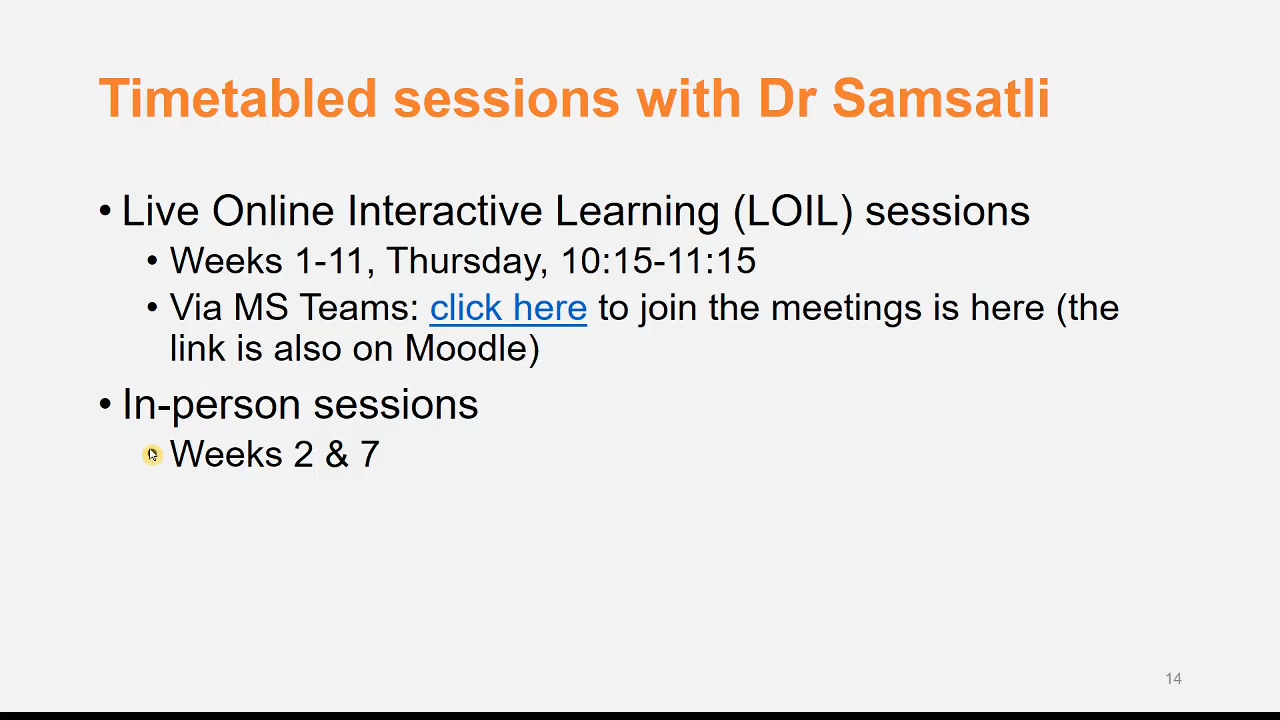 Timetabled sessions with Dr Samsatli
• Live Online Interactive Learning (LOIL) sessions
• Weeks 1-11, Thursday, 10:15-11:15
• Via MS Teams: click here to join the meetings is here (the
link is also on Moodle)
• In-person sessions
• Weeks 2 & 7
14